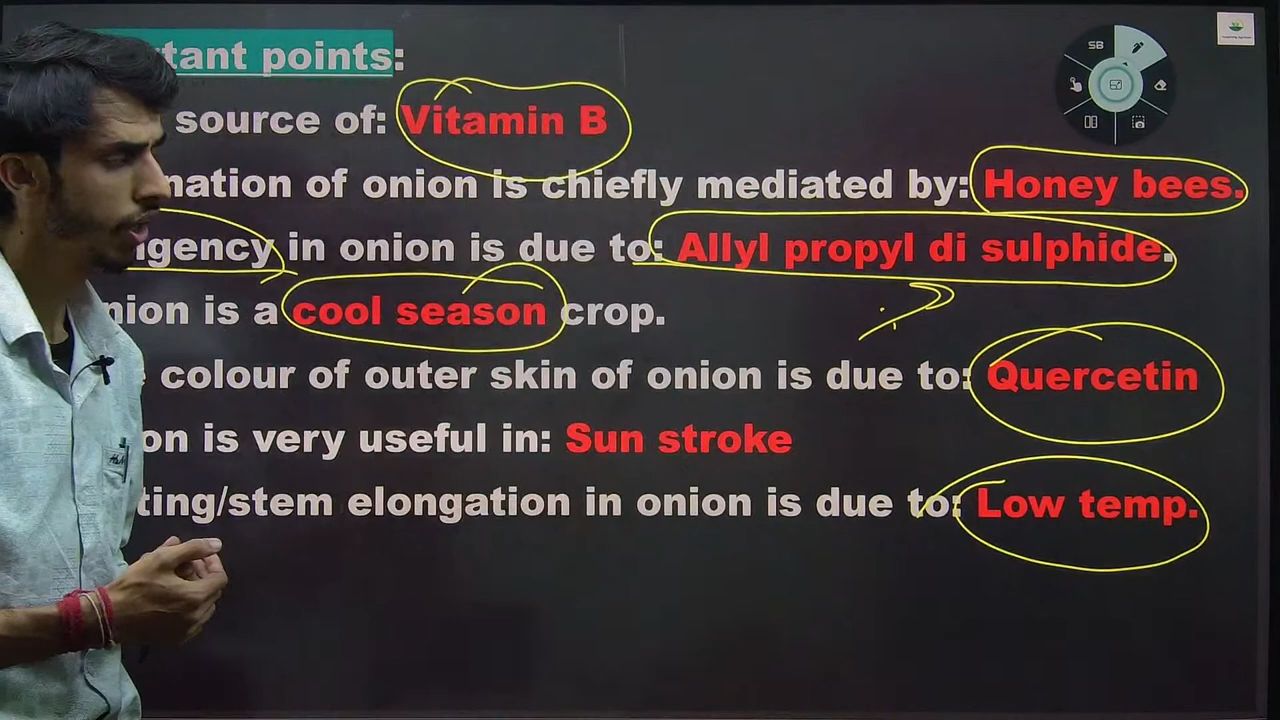 tant points:
source of: Vitamin B
nation of onion is chiefly mediated by: Honey bees.
gency in onion is due to: Allyl propyl di sulphide.
nion is a cool season crop.
colour of outer skin of onion is due to: Quercetin
on is very useful in: Sun stroke
ting/stem elongation in onion is due to: Low temp.
SB